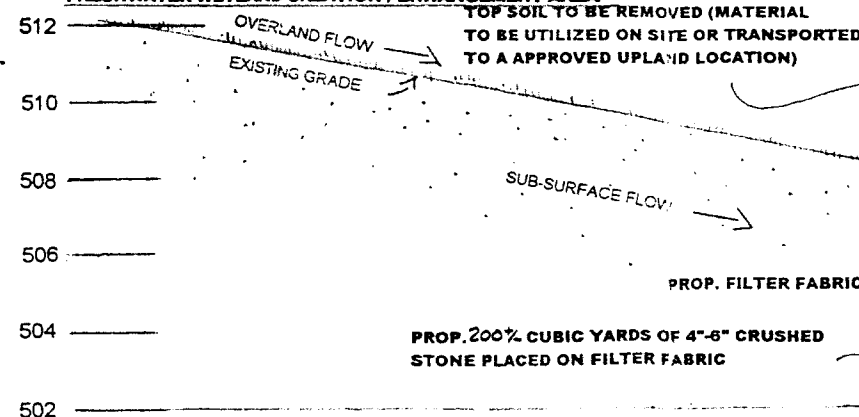 TOP SOIL TO BE REMOVED (MATERIAL
TO BE UTILIZED ON SITE OR TRANSPORTED
TO A APPROVED UPLAND LOCATION)
512
OVERLAND FLOW
EXISTING GRADE
510
508
SUB-SURFACE FLOW
506
PROP. FILTER FABRIC
504
PROP. 200% CUBIC YARDS OF 4"-6" CRUSHED
STONE PLACED ON FILTER FABRIC
502